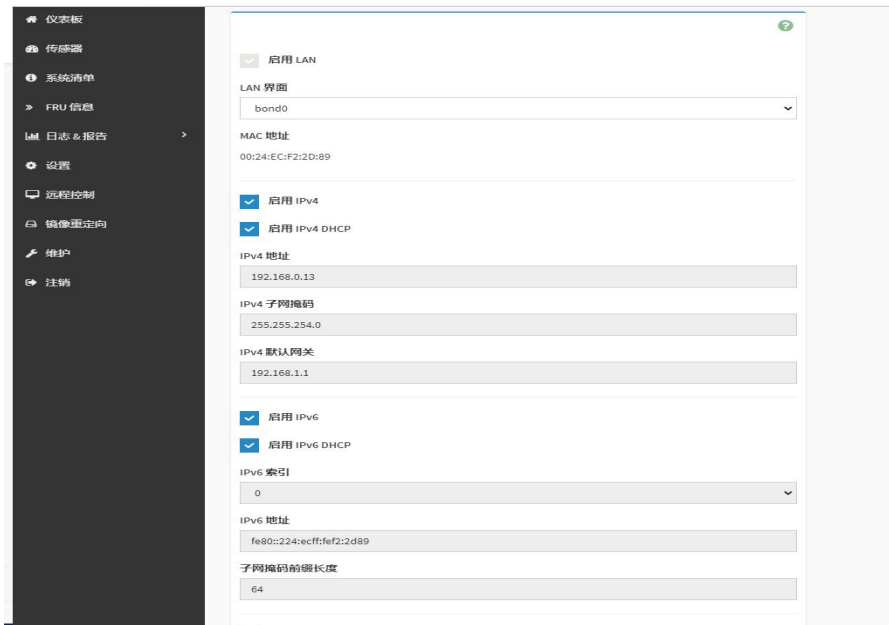 仪表板
传感器
系统清单
FRU 信息
日志 & 报告
设置
远程控制
镜像重定向
维护
注销
启用 LAN
LAN 界面
bond0
MAC 地址
00:24:EC:F2:2D:89
启用 IPv4
启用 IPv4 DHCP
IPv4 地址
192.168.0.13
IPv4 子网掩码
255.255.254.0
IPv4 默认网关
192.168.1.1
启用 IPv6
启用 IPv6 DHCP
IPv6 索引
0
IPv6 地址
fe80::224:ecff:fef2:2d89
子网掩码前缀长度
64